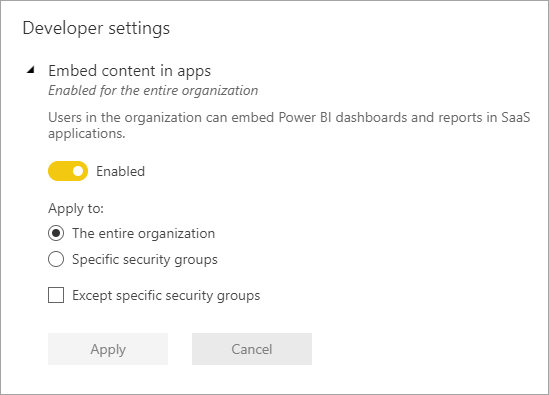 Developer settings
Embed content in apps
Enabled for the entire organization
Users in the organization can embed Power BI dashboards and reports in SaaS
applications.
Enabled
Apply to:
The entire organization
Specific security groups
Except specific security groups
Apply Cancel